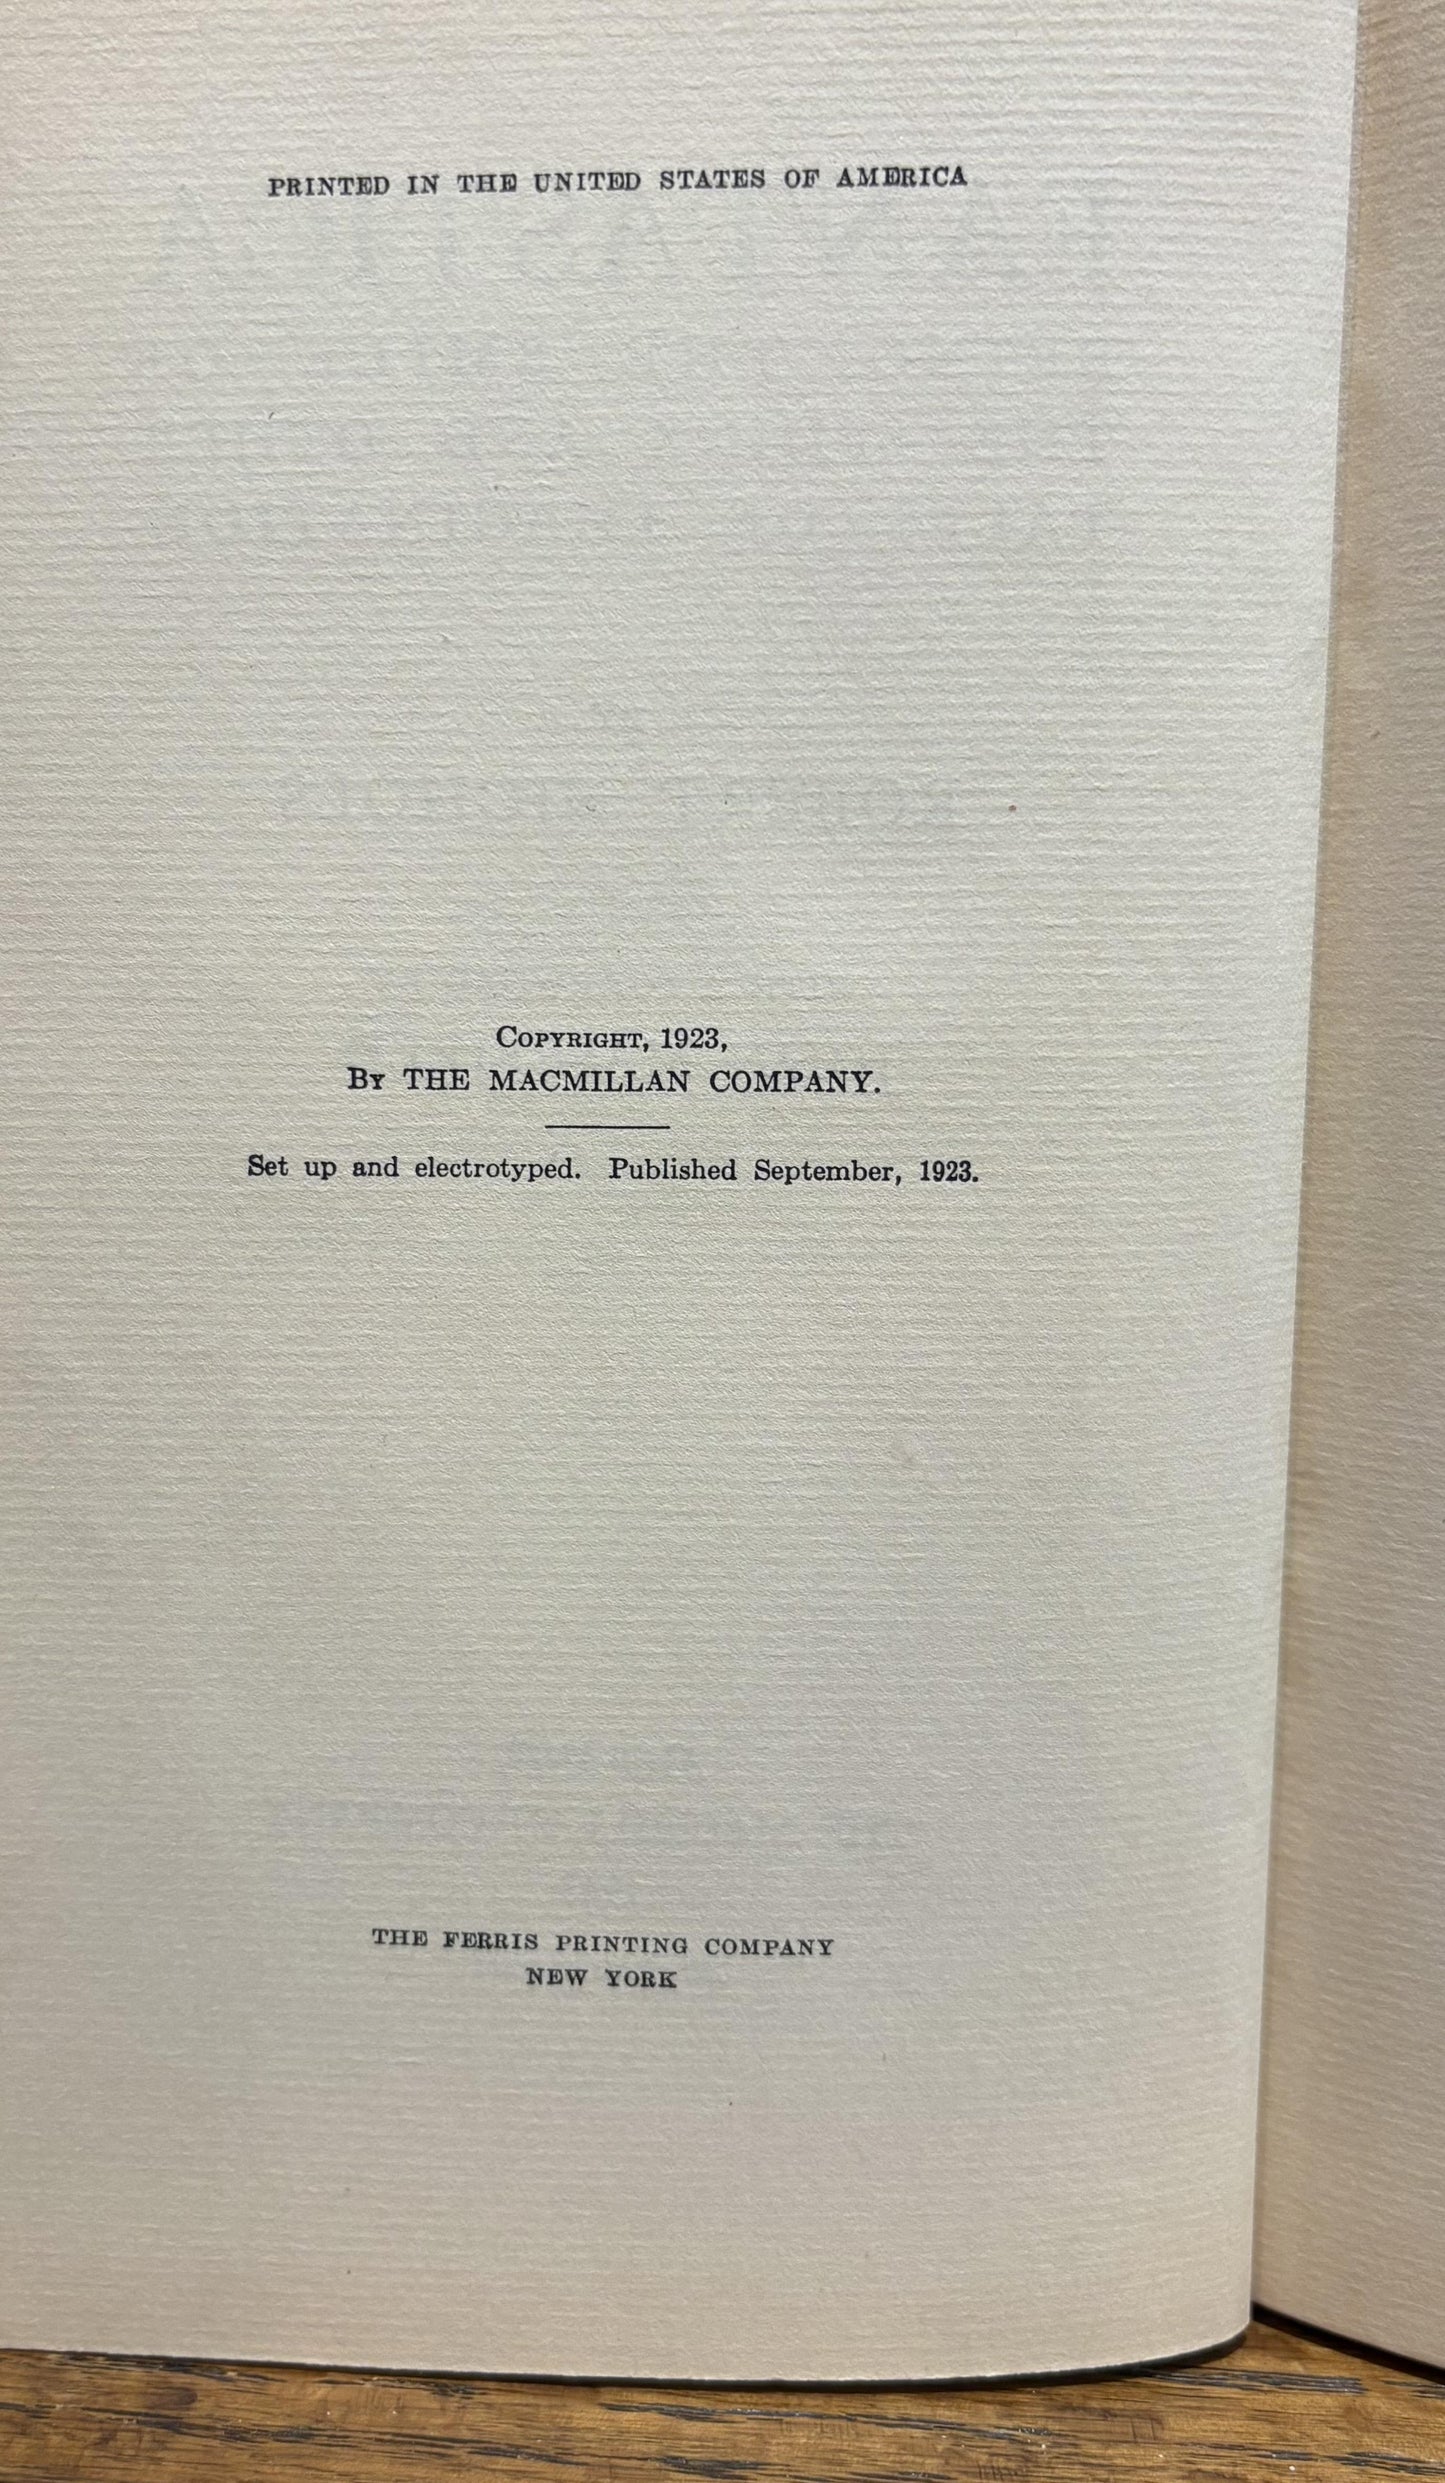 PRINTED IN THE UNITED STATES OF AMERICA
COPYRIGHT, 1923,
BY THE MACMILLAN COMPANY.
Set up and electrotyped. Published September, 1923.
THE FERRIS PRINTING COMPANY
NEW YORK